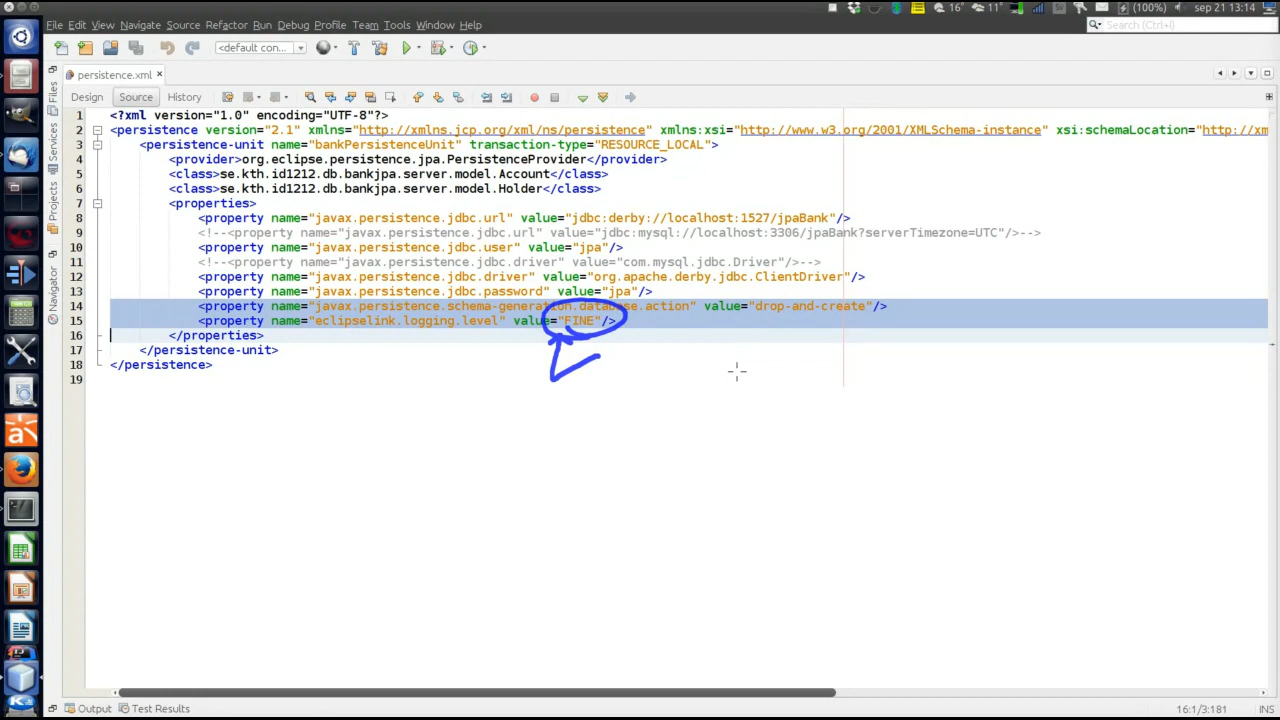 16° 11° (100%) sep 21 13:14
File Edit View Navigate Source Refactor Run Debug Profile Team Tools Window Help
<default con...
Search (Ctrl+I)
persistence.xml
Design Source History
Files
Services
Projects
Navigator
1 <?xml version="1.0" encoding="UTF-8"?>
2 <persistence version="2.1" xmlns="http://xmlns.jcp.org/xml/ns/persistence" xmlns:xsi="http://www.w3.org/2001/XMLSchema-instance" xsi:schemaLocation="http://xm
3 <persistence-unit name="bankPersistenceUnit" transaction-type="RESOURCE_LOCAL">
4 <provider>org.eclipse.persistence.jpa.PersistenceProvider</provider>
5 <class>se.kth.id1212.db.bankjpa.server.model.Account</class>
6 <class>se.kth.id1212.db.bankjpa.server.model.Holder</class>
7 <properties>
8 <property name="javax.persistence.jdbc.url" value="jdbc:derby://localhost:1527/jpaBank"/>
9 <!--<property name="javax.persistence.jdbc.url" value="jdbc:mysql://localhost:3306/jpaBank?serverTimezone=UTC"/>-->
10 <property name="javax.persistence.jdbc.user" value="jpa"/>
11 <!--<property name="javax.persistence.jdbc.driver" value="com.mysql.jdbc.Driver"/>-->
12 <property name="javax.persistence.jdbc.driver" value="org.apache.derby.jdbc.ClientDriver"/>
13 <property name="javax.persistence.jdbc.password" value="jpa"/>
14 <property name="javax.persistence.schema-generation.database.action" value="drop-and-create"/>
15 <property name="eclipselink.logging.level" value="FINE"/>
16 </properties>
17 </persistence-unit>
18 </persistence>
19
Output Test Results
16:1/3:181 INS